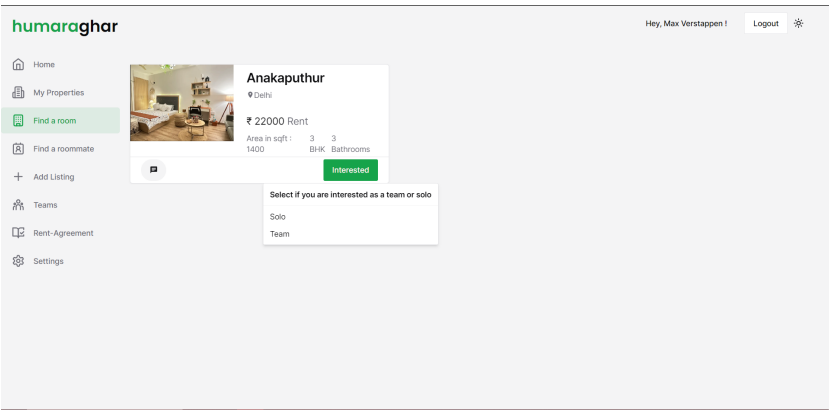 humaraghar
Hey, Max Verstappen !
Logout
Home
My Properties
Find a room
Find a roommate
Add Listing
Teams
Rent-Agreement
Settings
Anakaputhur
Delhi
₹ 22000 Rent
Area in sqft :
1400
3
BHK
3
Bathrooms
Interested
Select if you are interested as a team or solo
Solo
Team